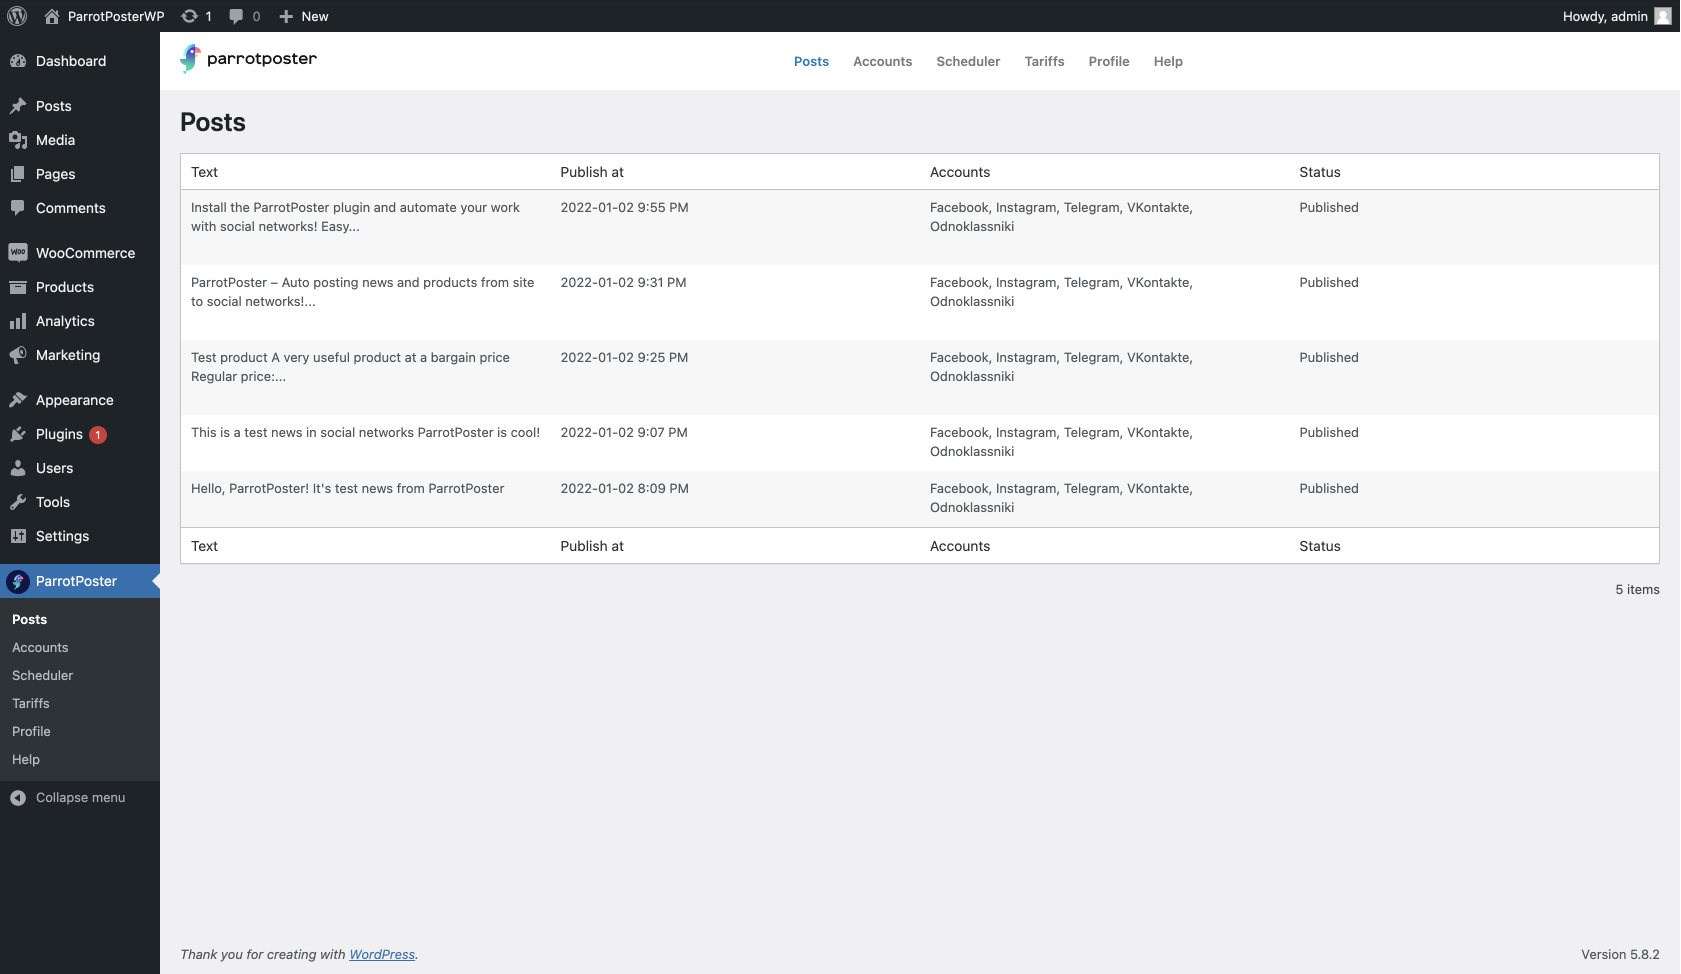 ParrotPosterWP 1 0 New Howdy, admin
Dashboard
Posts
Media
Pages
Comments
WooCommerce
Products
Analytics
Marketing
Appearance
Plugins 1
Users
Tools
Settings
ParrotPoster
Posts
Accounts
Scheduler
Tariffs
Profile
Help
Collapse menu
parrotposter
Posts Accounts Scheduler Tariffs Profile Help
Posts
Text Publish at Accounts Status
Install the ParrotPoster plugin and automate your work 2022-01-02 9:55 PM Facebook, Instagram, Telegram, VKontakte, Published
with social networks! Easy... Odnoklassniki
ParrotPoster – Auto posting news and products from site 2022-01-02 9:31 PM Facebook, Instagram, Telegram, VKontakte, Published
to social networks!... Odnoklassniki
Test product A very useful product at a bargain price 2022-01-02 9:25 PM Facebook, Instagram, Telegram, VKontakte, Published
Regular price:... Odnoklassniki
This is a test news in social networks ParrotPoster is cool! 2022-01-02 9:07 PM Facebook, Instagram, Telegram, VKontakte, Published
Odnoklassniki
Hello, ParrotPoster! It's test news from ParrotPoster 2022-01-02 8:09 PM Facebook, Instagram, Telegram, VKontakte, Published
Odnoklassniki
Text Publish at Accounts Status
5 items
Thank you for creating with WordPress. Version 5.8.2